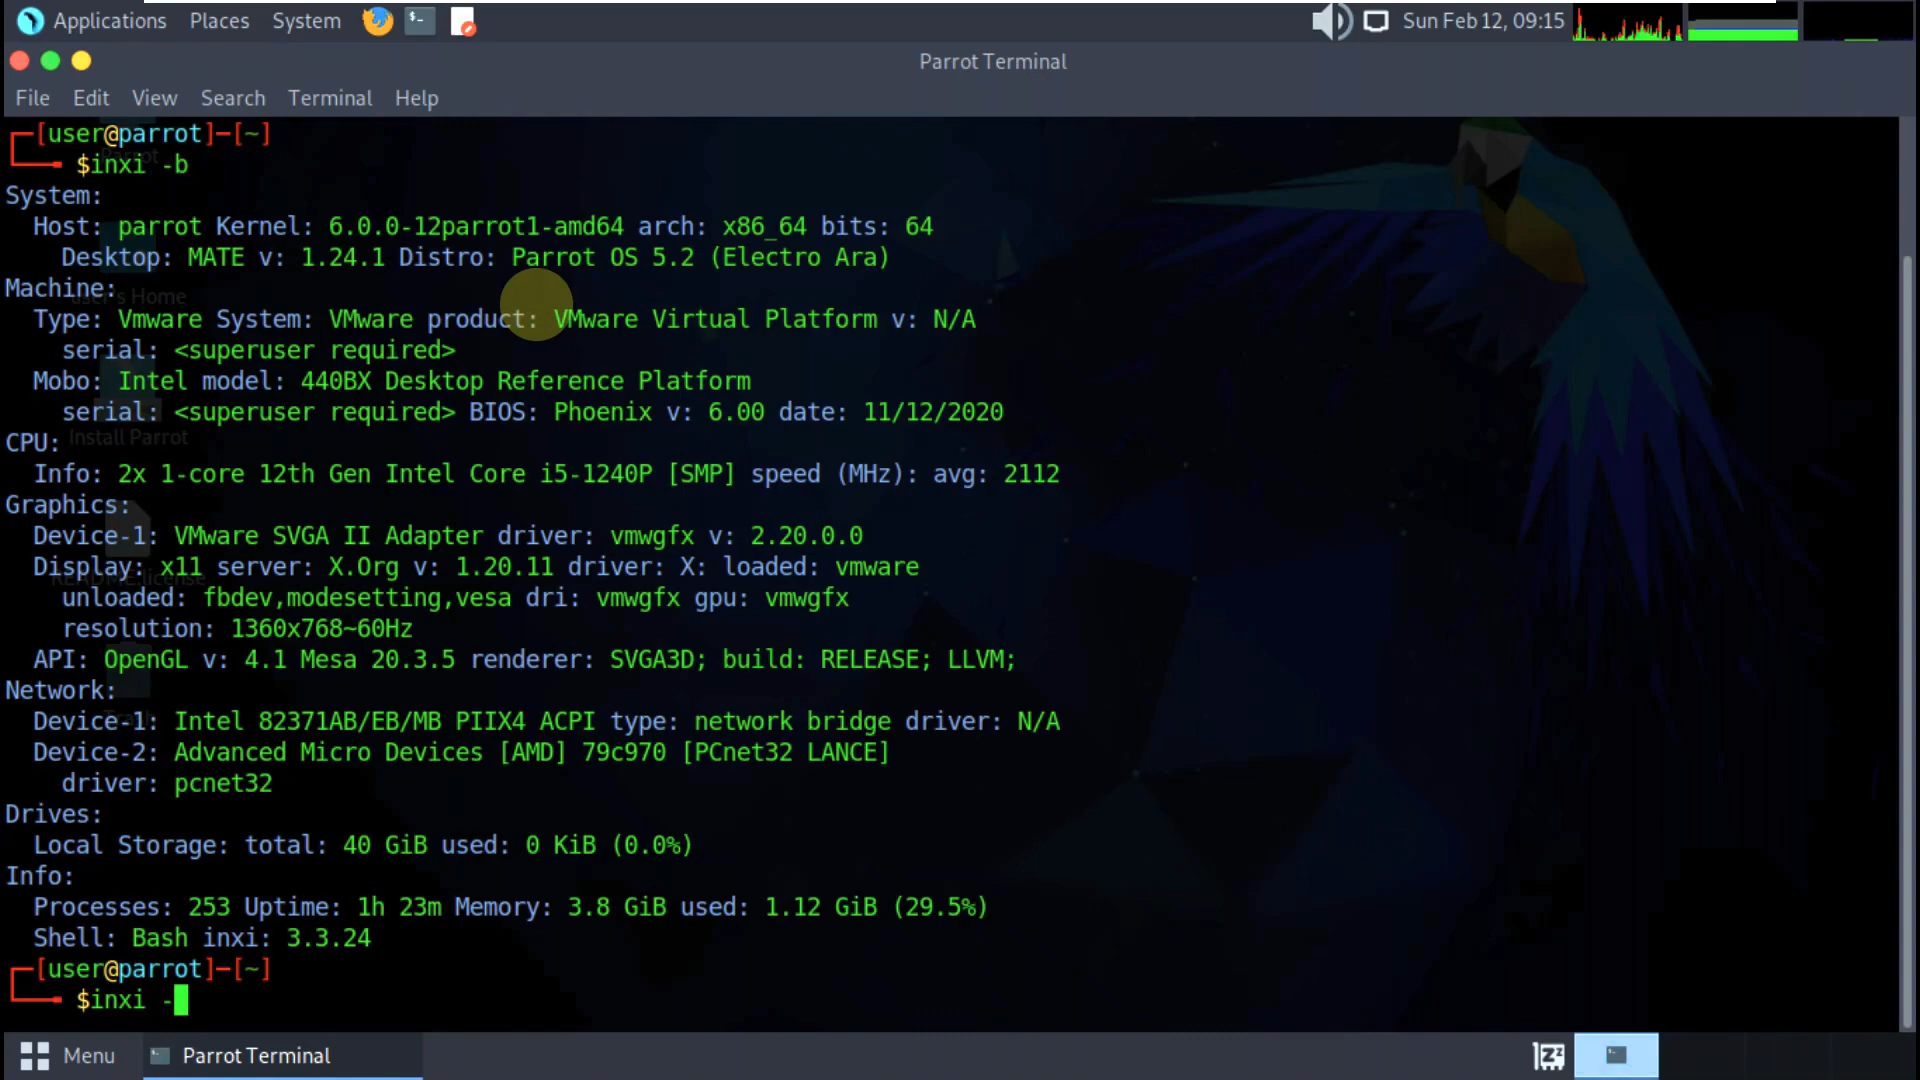 Applications Places System Sun Feb 12, 09:15
Parrot Terminal
File Edit View Search Terminal Help
[user@parrot]-[~]
$inxi -b
System:
Host: parrot Kernel: 6.0.0-12parrot1-amd64 arch: x86_64 bits: 64
Desktop: MATE v: 1.24.1 Distro: Parrot OS 5.2 (Electro Ara)
Machine:
user's Home
Type: Vmware System: VMware product: VMware Virtual Platform v: N/A
serial: <superuser required>
Mobo: Intel model: 440BX Desktop Reference Platform
serial: <superuser required> BIOS: Phoenix v: 6.00 date: 11/12/2020
Install Parrot
CPU:
Info: 2x 1-core 12th Gen Intel Core i5-1240P [SMP] speed (MHz): avg: 2112
Graphics:
Device-1: VMware SVGA II Adapter driver: vmwgfx v: 2.20.0.0
Display: x11 server: X.Org v: 1.20.11 driver: X: loaded: vmware
README.license
unloaded: fbdev,modesetting,vesa dri: vmwgfx gpu: vmwgfx
resolution: 1360x768~60Hz
API: OpenGL v: 4.1 Mesa 20.3.5 renderer: SVGA3D; build: RELEASE; LLVM;
Network:
Device-1: Intel 82371AB/EB/MB PIIX4 ACPI type: network bridge driver: N/A
Device-2: Advanced Micro Devices [AMD] 79c970 [PCnet32 LANCE]
driver: pcnet32
Drives:
Local Storage: total: 40 GiB used: 0 KiB (0.0%)
Info:
Processes: 253 Uptime: 1h 23m Memory: 3.8 GiB used: 1.12 GiB (29.5%)
Shell: Bash inxi: 3.3.24
[user@parrot]-[~]
$inxi -
Menu Parrot Terminal